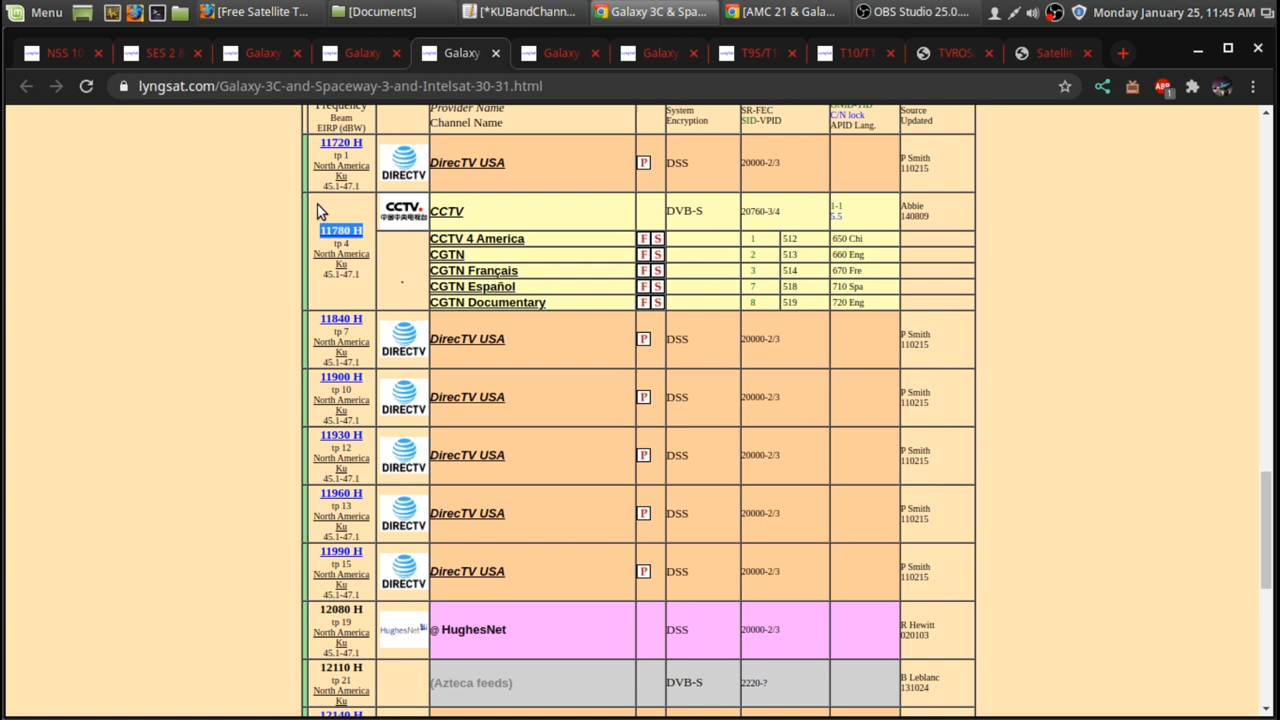 Menu
[Free Satellite T...
[Documents]
[*KUBandChann...
Galaxy 3C & Spa...
[AMC 21 & Gala...
OBS Studio 25.0....
Monday January 25, 11:45 AM
NSS 10
SES 2 &
Galaxy
Galaxy
Galaxy
Galaxy
Galaxy
T9S/T1
T10/T1
TVROS
Satellit
lyngsat.com/Galaxy-3C-and-Spaceway-3-and-Intelsat-30-31.html
ABP
1
Frequency
Beam
EIRP (dBW)
Provider Name
Channel Name
System
Encryption
SR-FEC
SID-VPID
ONID-TID
C/N lock
APID Lang.
Source
Updated
11720 H
tp 1
North America
Ku
45.1-47.1
DIRECTV
DirecTV USA
P
DSS
20000-2/3
P Smith
110215
11780 H
tp 4
North America
Ku
45.1-47.1
CCTV.
中国中央电视台
CCTV
DVB-S
20760-3/4
1-1
5.5
Abbie
140809
CCTV 4 America F S 1 512 650 Chi
CGTN F S 2 513 660 Eng
CGTN Français F S 3 514 670 Fre
CGTN Español F S 7 518 710 Spa
CGTN Documentary F S 8 519 720 Eng
11840 H
tp 7
North America
Ku
45.1-47.1
DIRECTV
DirecTV USA
P
DSS
20000-2/3
P Smith
110215
11900 H
tp 10
North America
Ku
45.1-47.1
DIRECTV
DirecTV USA
P
DSS
20000-2/3
P Smith
110215
11930 H
tp 12
North America
Ku
45.1-47.1
DIRECTV
DirecTV USA
P
DSS
20000-2/3
P Smith
110215
11960 H
tp 13
North America
Ku
45.1-47.1
DIRECTV
DirecTV USA
P
DSS
20000-2/3
P Smith
110215
11990 H
tp 15
North America
Ku
45.1-47.1
DIRECTV
DirecTV USA
P
DSS
20000-2/3
P Smith
110215
12080 H
tp 19
North America
Ku
45.1-47.1
HughesNet
@ HughesNet
DSS
20000-2/3
R Hewitt
020103
12110 H
tp 21
North America
Ku
(Azteca feeds)
DVB-S
2220-?
B Leblanc
131024
12140 H